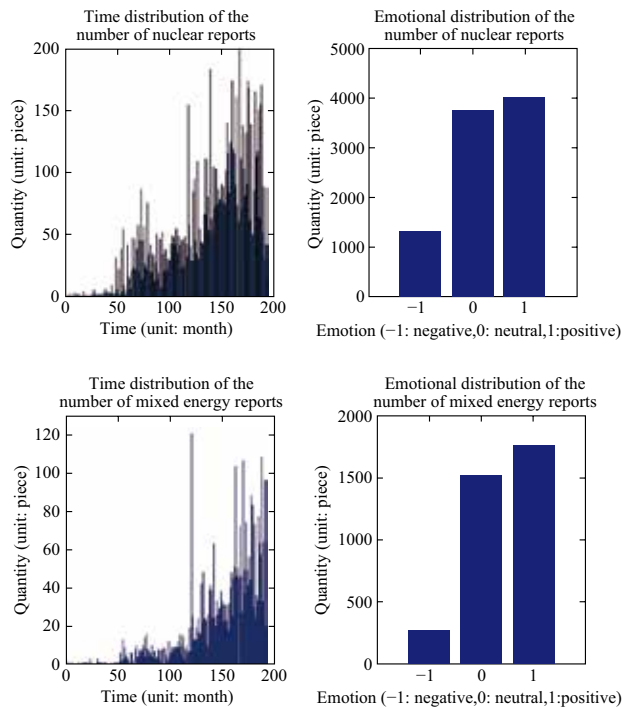 Time distribution of the
number of nuclear reports
200
150
100
50
0
Quantity (unit: piece)
0 50 100 150 200
Time (unit: month)
Emotional distribution of the
number of nuclear reports
5000
4000
3000
2000
1000
0
Quantity (unit: piece)
−1 0 1
Emotion (−1: negative,0: neutral,1:positive)
Time distribution of the
number of mixed energy reports
120
100
80
60
40
20
0
Quantity (unit: piece)
0 50 100 150 200
Time (unit: month)
Emotional distribution of the
number of mixed energy reports
2000
1500
1000
500
0
Quantity (unit: piece)
−1 0 1
Emotion (−1: negative,0: neutral,1:positive)